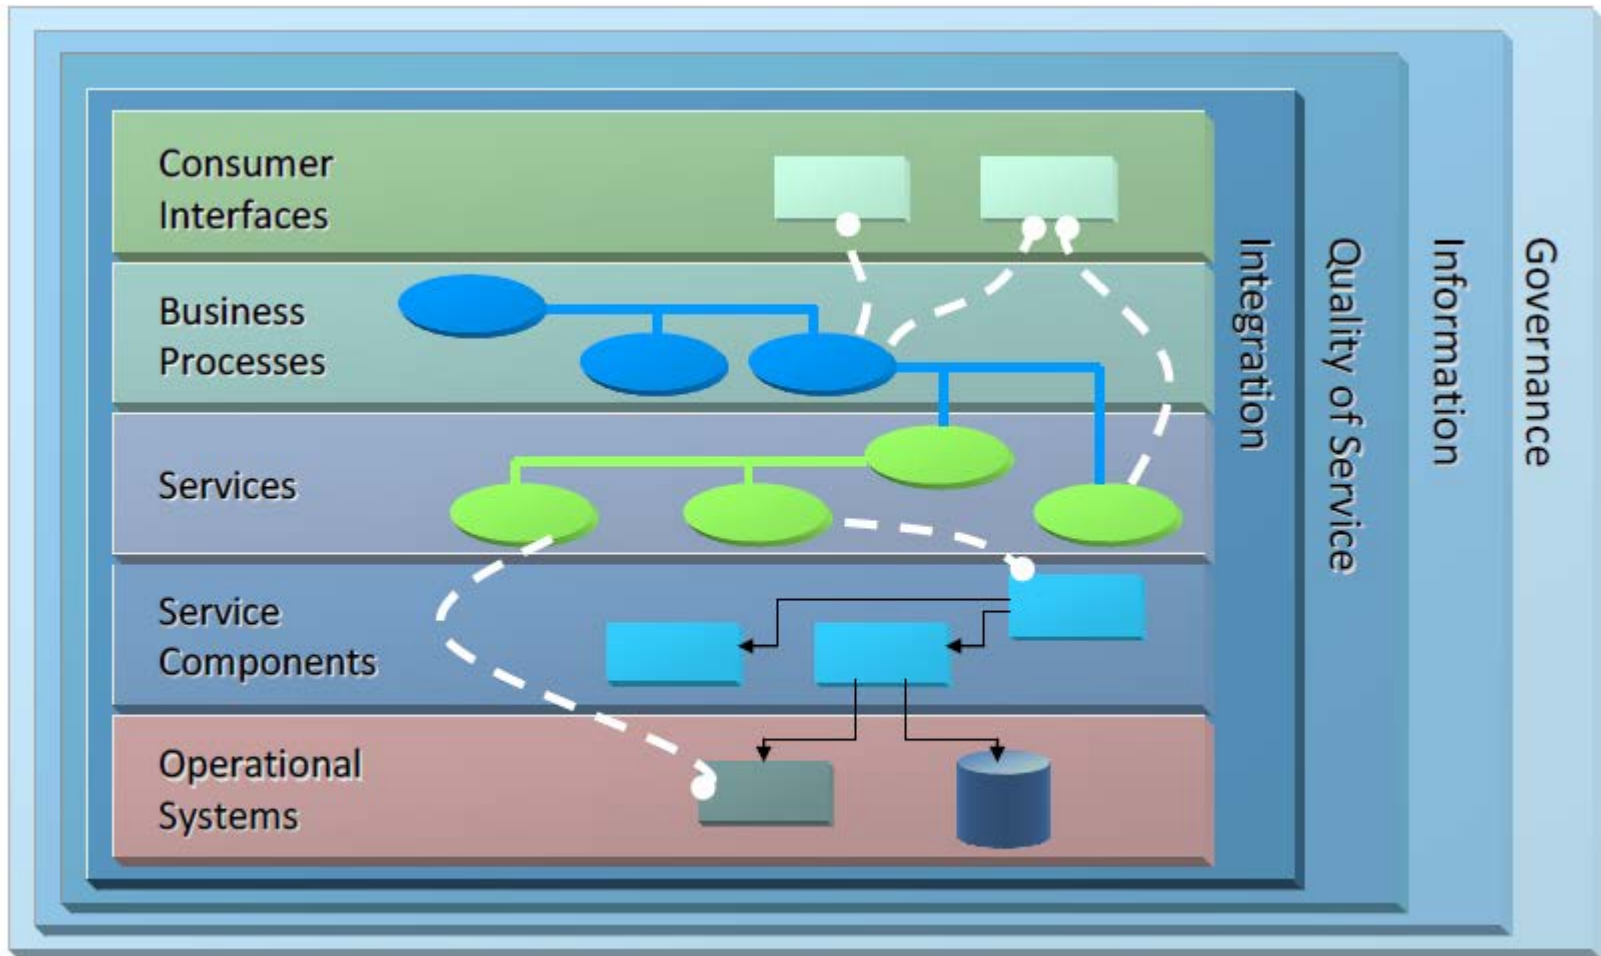 Consumer
Interfaces
Business
Processes
Services
Service
Components
Operational
Systems
Integration
Quality of Service
Information
Governance